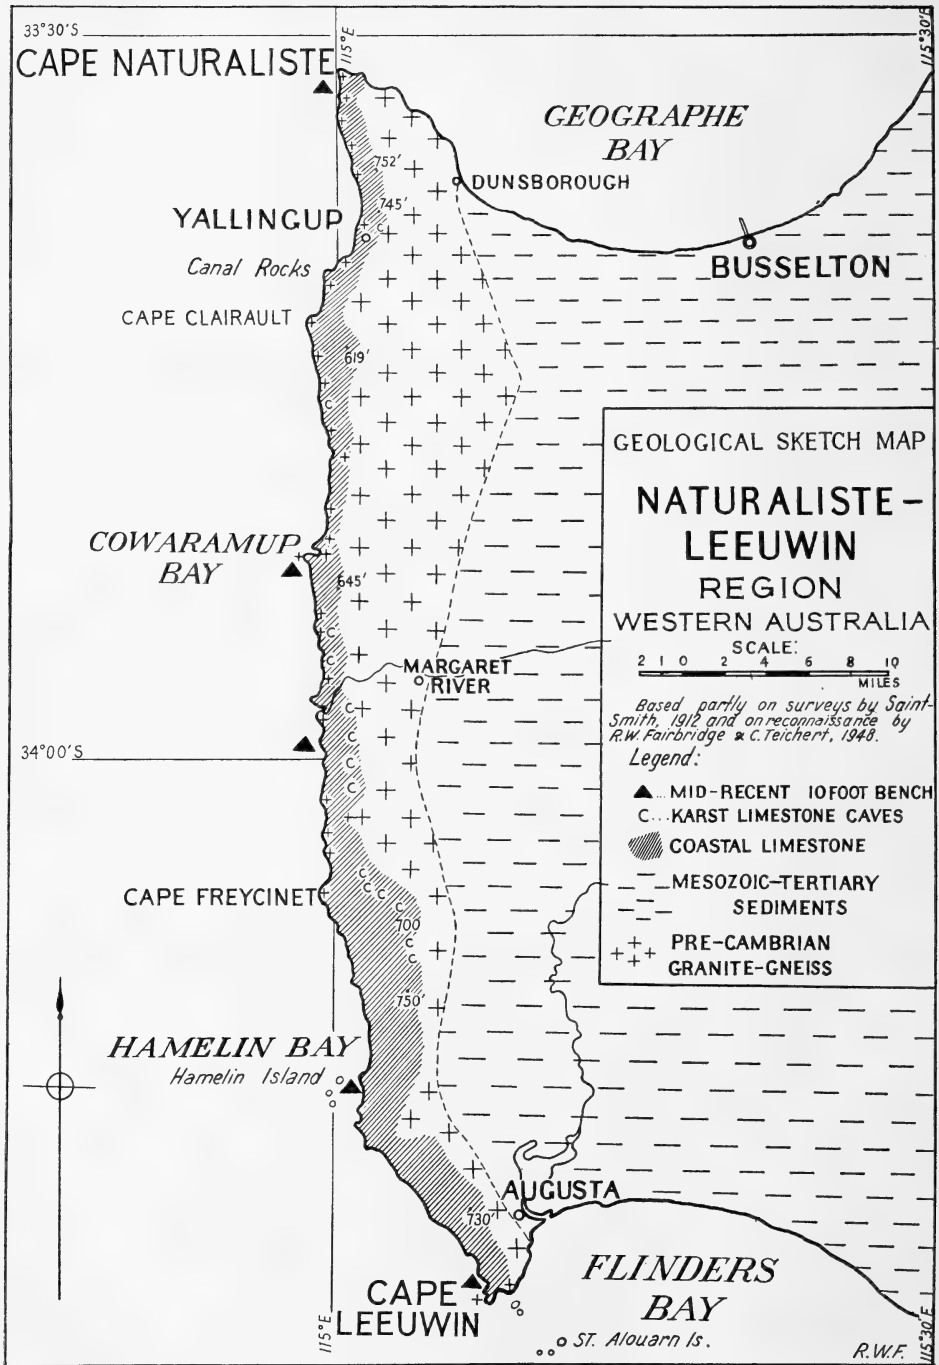 33°30'S
115°E
115°30'E
CAPE NATURALISTE
GEOGRAPHE
BAY
752'
DUNSBOROUGH
745'
YALLINGUP
C
BUSSELTON
Canal Rocks
CAPE CLAIRAULT
619'
C
GEOLOGICAL SKETCH MAP
NATURALISTE-
LEEUWIN
REGION
WESTERN AUSTRALIA
SCALE:
2 1 0 2 4 6 8 10
MILES
Based partly on surveys by Saint-
Smith, 1912 and on reconnaissance by
R.W. Fairbridge & C. Teichert, 1948.
Legend:
MID-RECENT 10 FOOT BENCH
C... KARST LIMESTONE CAVES
COASTAL LIMESTONE
MESOZOIC-TERTIARY
SEDIMENTS
PRE-CAMBRIAN
GRANITE-GNEISS
COWARAMUP
BAY
645'
C
C
MARGARET
RIVER
C
C
34°00'S
C
C
C
C
C
CAPE FREYCINET
C
700
C
C
750'
HAMELIN BAY
Hamelin Island
AUGUSTA
730'
FLINDERS
BAY
CAPE
LEEUWIN
115°E
ST. Alouarn Is.
115°30'E
R.W.F.